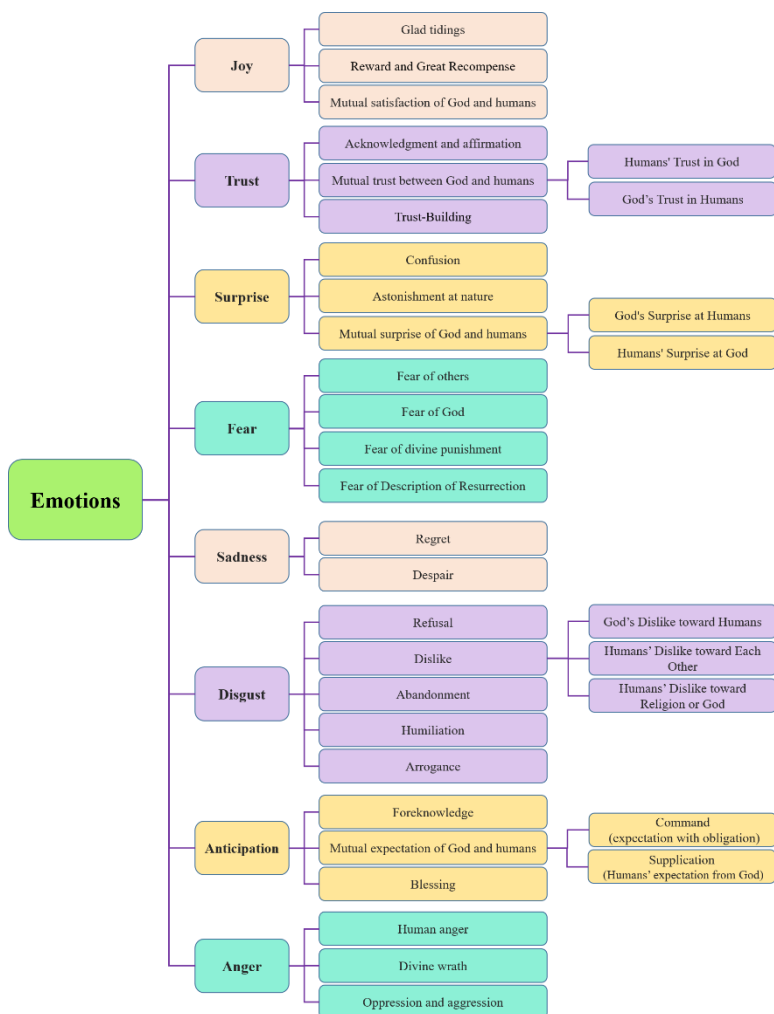 Emotions
Joy
Glad tidings
Reward and Great Recompense
Mutual satisfaction of God and humans
Trust
Acknowledgment and affirmation
Mutual trust between God and humans
Humans' Trust in God
God’s Trust in Humans
Trust-Building
Surprise
Confusion
Astonishment at nature
Mutual surprise of God and humans
God's Surprise at Humans
Humans' Surprise at God
Fear
Fear of others
Fear of God
Fear of divine punishment
Fear of Description of Resurrection
Sadness
Regret
Despair
Disgust
Refusal
Dislike
God’s Dislike toward Humans
Humans’ Dislike toward Each
Other
Humans’ Dislike toward
Religion or God
Abandonment
Humiliation
Arrogance
Anticipation
Foreknowledge
Mutual expectation of God and humans
Command
(expectation with obligation)
Supplication
(Humans’ expectation from God)
Blessing
Anger
Human anger
Divine wrath
Oppression and aggression